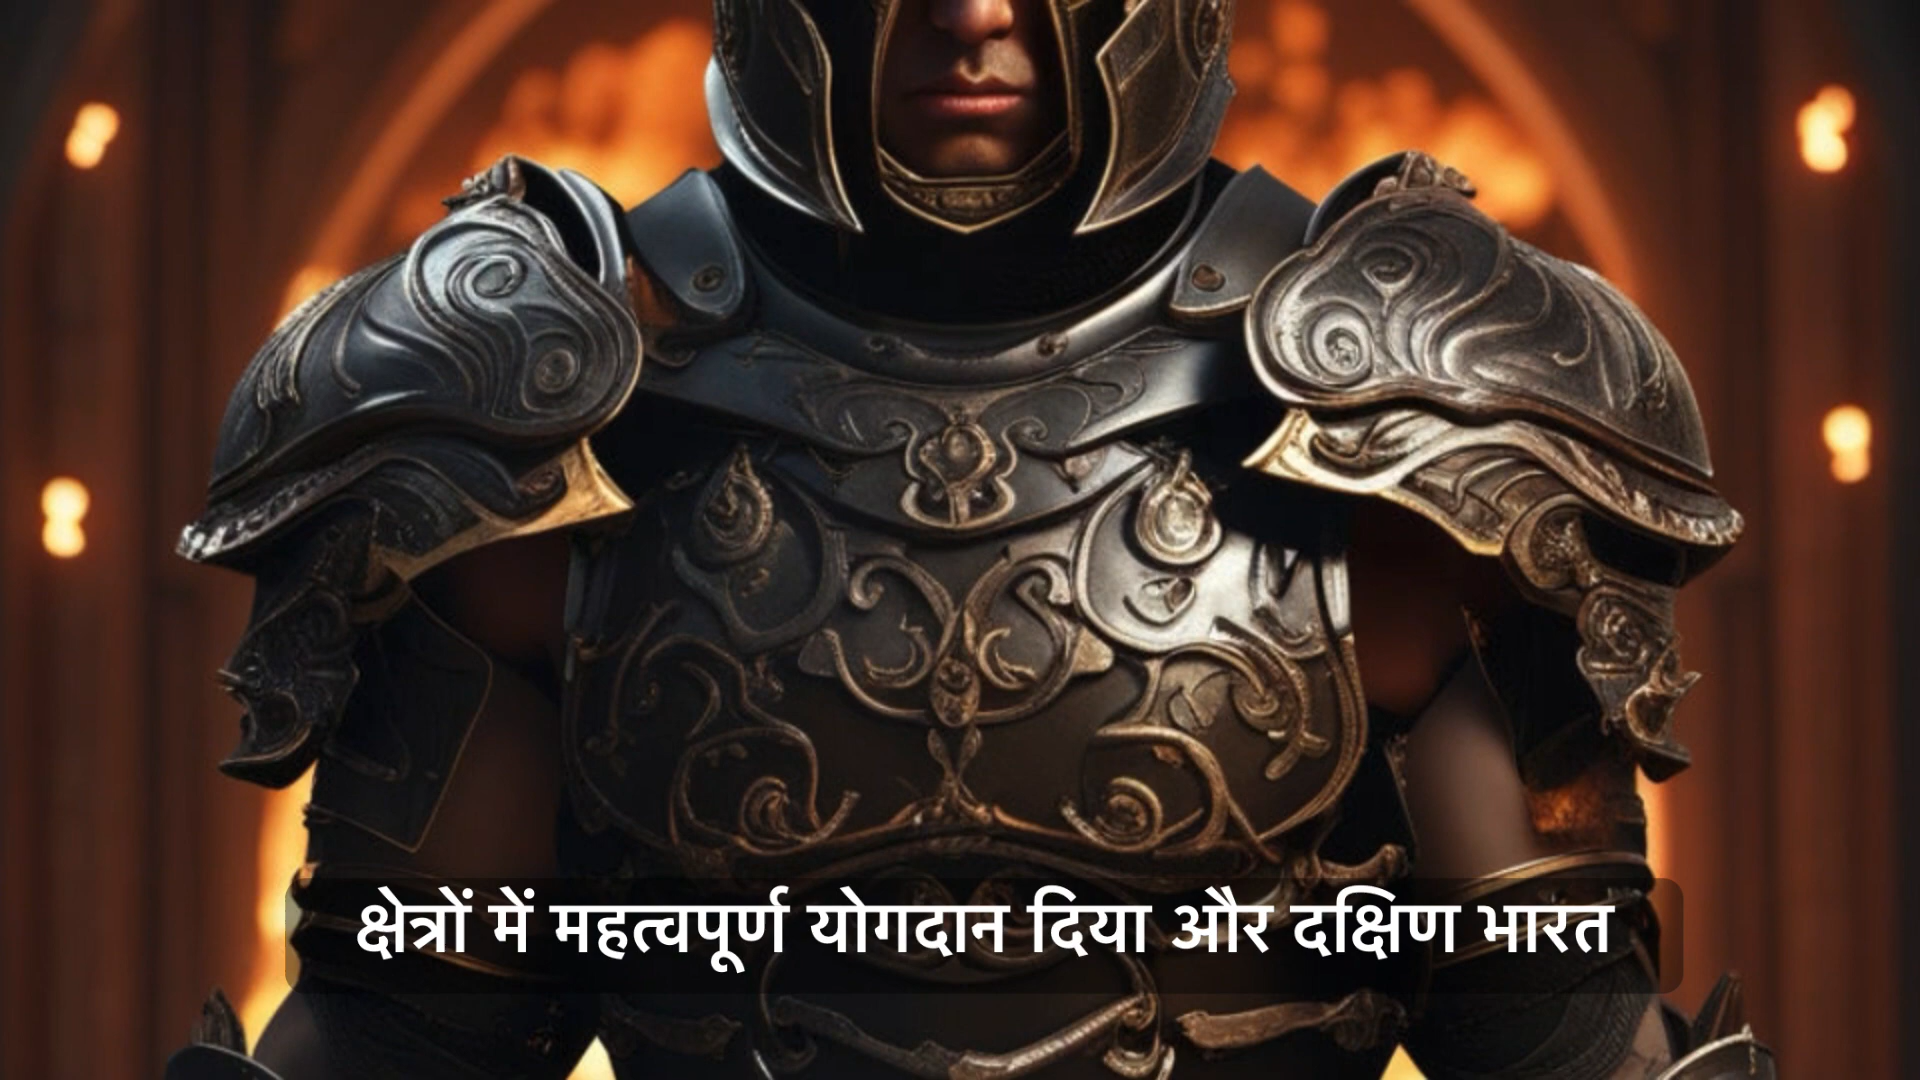 क्षेत्रों में महत्वपूर्ण योगदान दिया और दक्षिण भारत